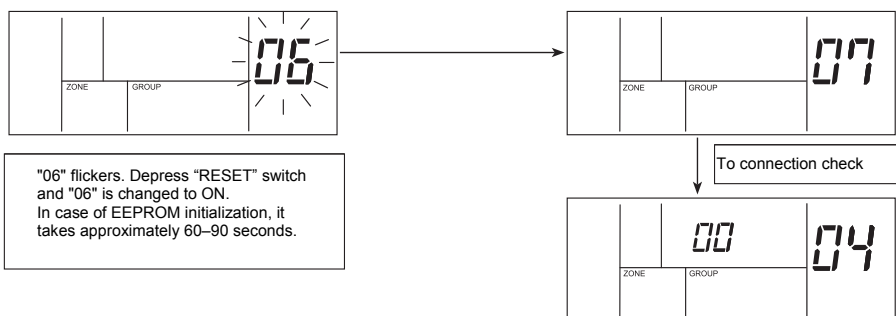 06
ZONE GROUP
07
ZONE GROUP
"06" flickers. Depress “RESET” switch
and "06" is changed to ON.
In case of EEPROM initialization, it
takes approximately 60–90 seconds.
To connection check
00 04
ZONE GROUP